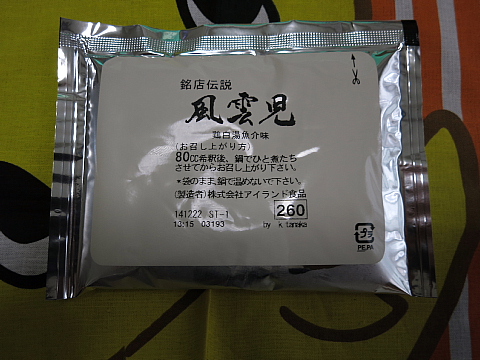 銘店伝説
風雲児
鶏白湯魚介味
(お召し上がり方)
80cc希釈後、鍋でひと煮たち
させてからお召し上がり下さい。
*袋のまま、鍋で温めないで下さい。
(製造者)株式会社アイランド食品
141222 ST-1 260
13:15 03193 by k.tanaka
プラ
PE,PA